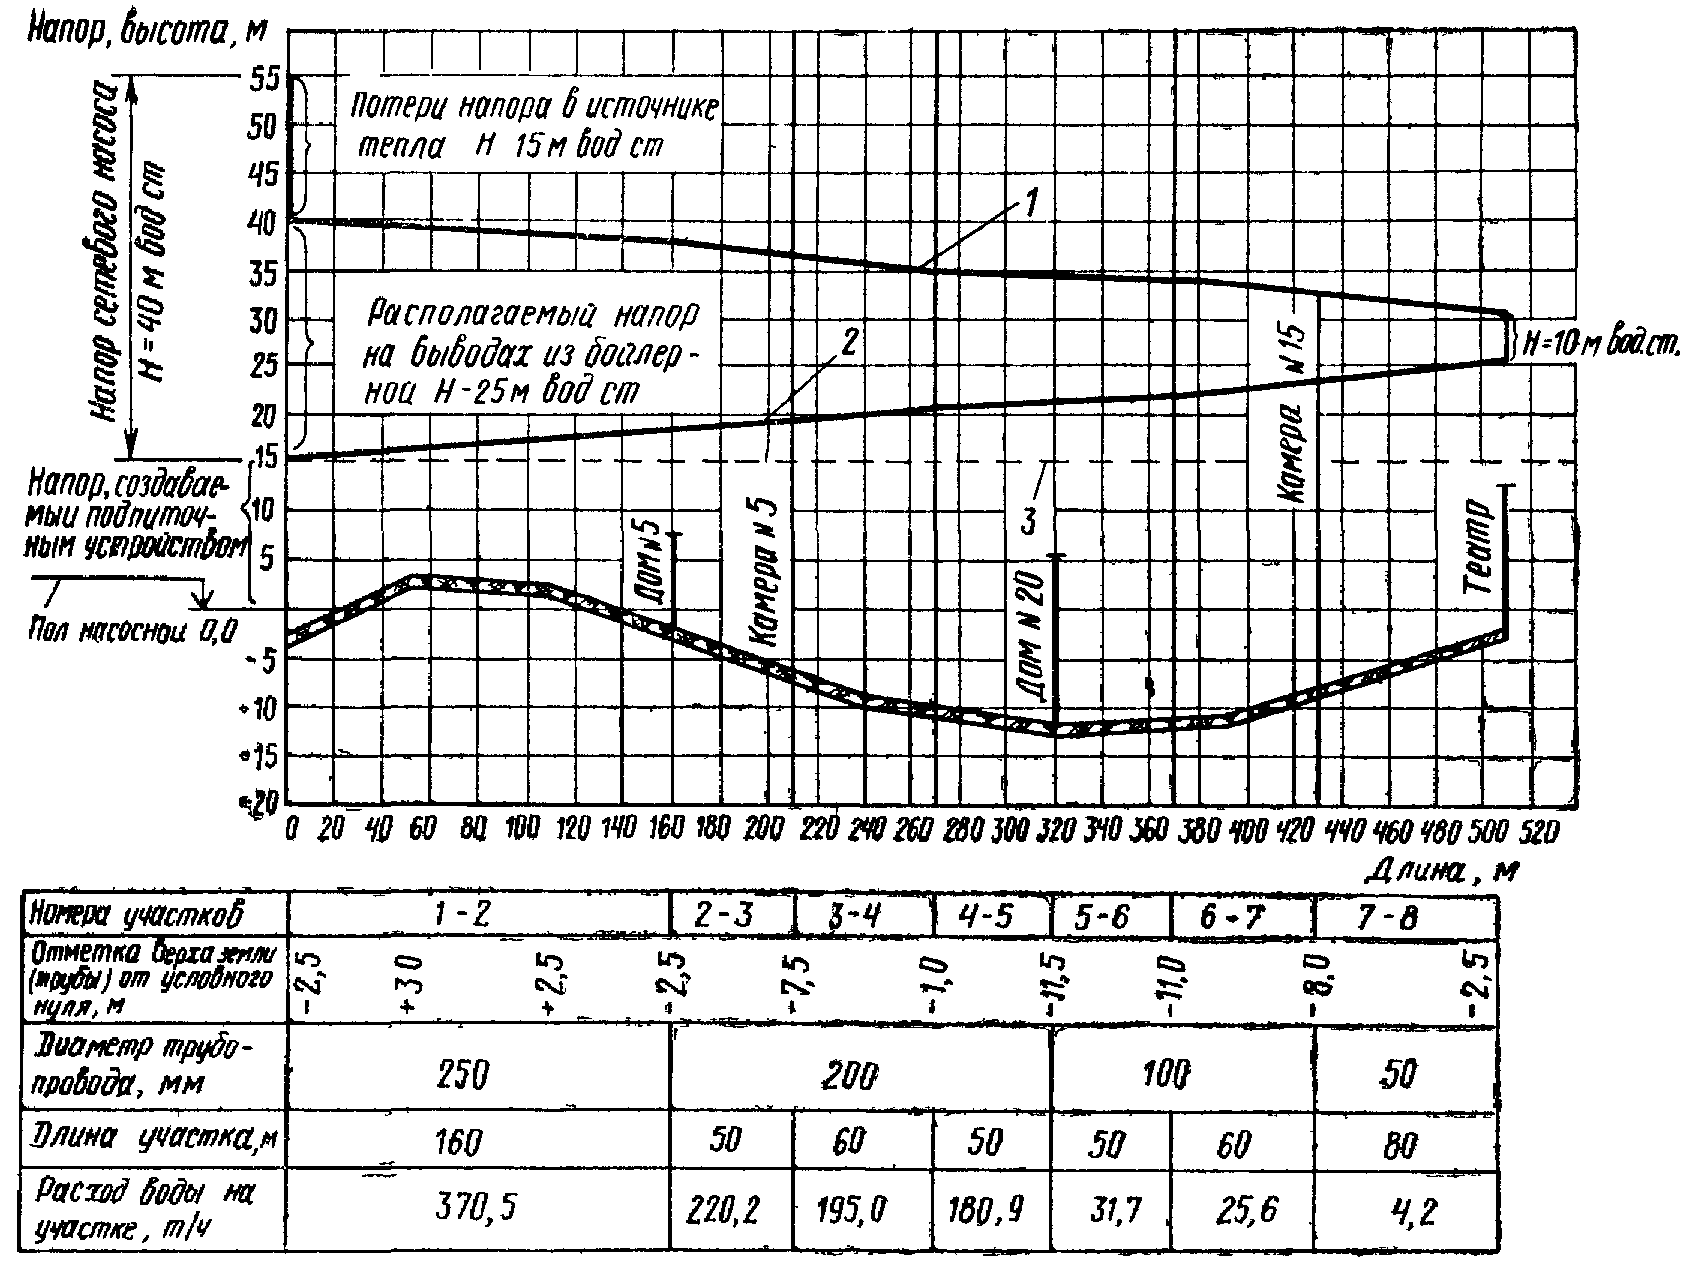 Напор, высота, м
55
50
45
40
35
30
25
20
15
10
5
-5
-10
-15
-20
Напор сетевого насоса
Н = 40 м вод ст
Потери напора в источнике
тепла Н 15 м вод ст
Располагаемый напор
на выводах из бойлер-
ной Н - 25 м вод ст
1
2
3
Н=10 м вод.ст.
Напор, создавае-
мый подпиточ-
ным устройством
Пол насосной 0,0
Дом N 5
Камера N 5
Дом N 20
Камера N 15
Театр
0 20 40 60 80 100 120 140 160 180 200 220 240 260 280 300 320 340 360 380 400 420 440 460 480 500 520
Длина, м
Номера участков 1-2 2-3 3-4 4-5 5-6 6-7 7-8
Отметка верха земли
(трубы) от условного
нуля, м
-2,5 +3 0 +2,5 -2,5 -7,5 -1,0 -11,5 -11,0 -8,0 -2,5
Диаметр трубо-
провода, мм
250 200 100 50
Длина участка, м 160 50 60 50 50 60 80
Расход воды на
участке, т/ч
370,5 220,2 195,0 180,9 31,7 25,6 4,2